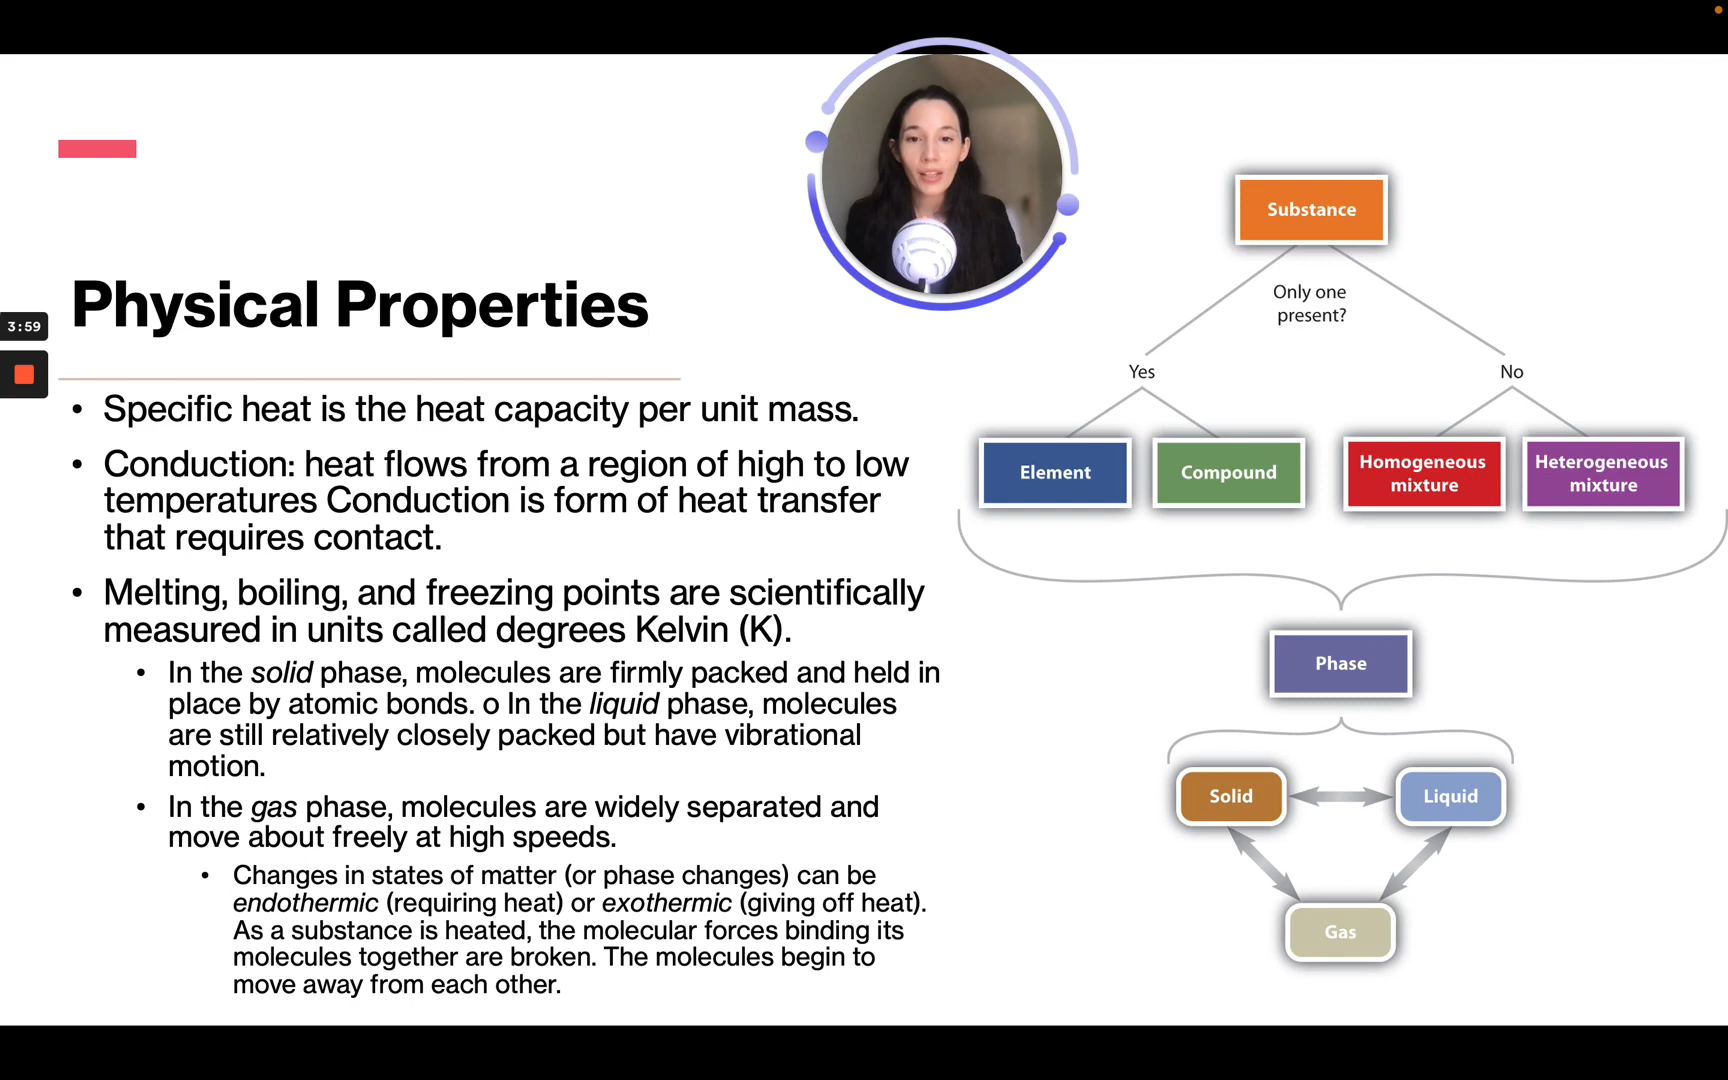 3:59
Physical Properties
• Specific heat is the heat capacity per unit mass.
• Conduction: heat flows from a region of high to low
temperatures Conduction is form of heat transfer
that requires contact.
• Melting, boiling, and freezing points are scientifically
measured in units called degrees Kelvin (K).
• In the solid phase, molecules are firmly packed and held in
place by atomic bonds. o In the liquid phase, molecules
are still relatively closely packed but have vibrational
motion.
• In the gas phase, molecules are widely separated and
move about freely at high speeds.
• Changes in states of matter (or phase changes) can be
endothermic (requiring heat) or exothermic (giving off heat).
As a substance is heated, the molecular forces binding its
molecules together are broken. The molecules begin to
move away from each other.
Substance
Only one
present?
Yes
No
Element
Compound
Homogeneous
mixture
Heterogeneous
mixture
Phase
Solid
Liquid
Gas